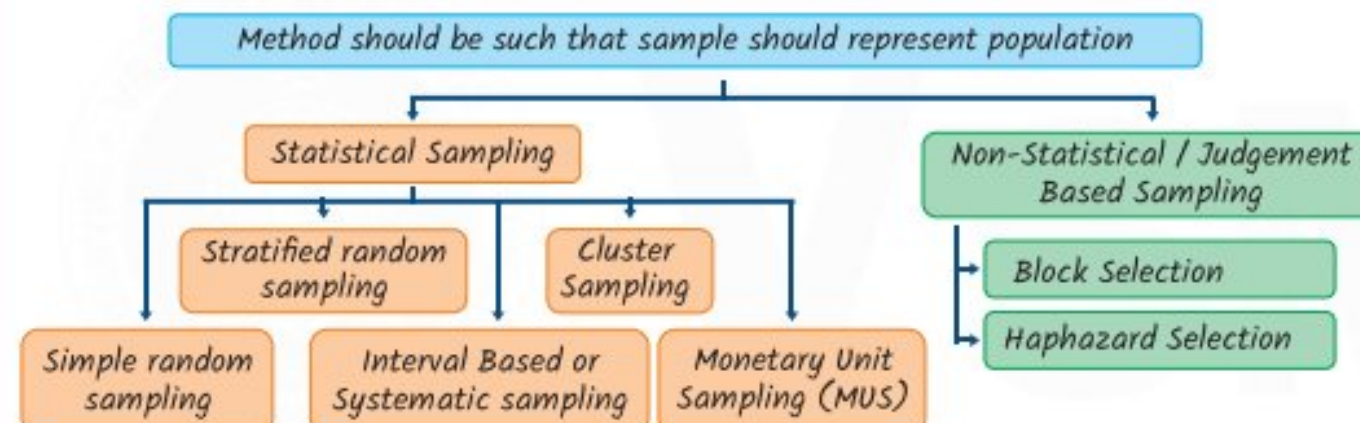 Method should be such that sample should represent population
Statistical Sampling
Non-Statistical / Judgement
Based Sampling
Stratified random
sampling
Cluster
Sampling
Block Selection
Haphazard Selection
Simple random
sampling
Interval Based or
Systematic sampling
Monetary Unit
Sampling (MUS)